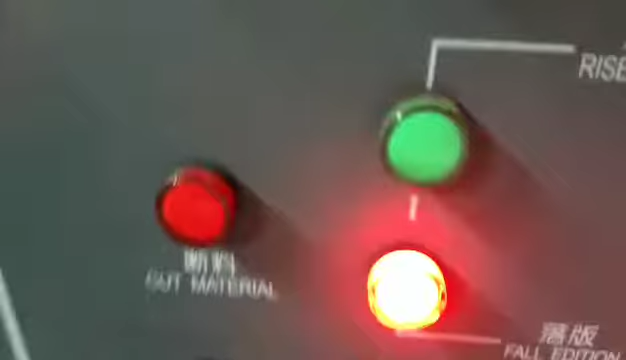 RISE
断料
CUT MATERIAL
落版
FALL EDITION